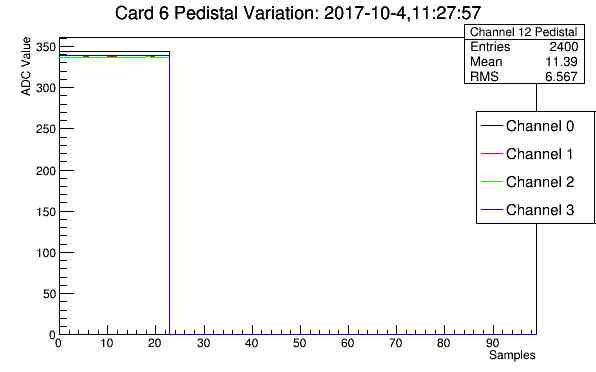 Card 6 Pedistal Variation: 2017-10-4,11:27:57
Channel 12 Pedistal
Entries 2400
Mean 11.39
RMS 6.567
ADC Value
350
300
250
200
150
100
50
0
Channel 0
Channel 1
Channel 2
Channel 3
0 10 20 30 40 50 60 70 80 90
Samples